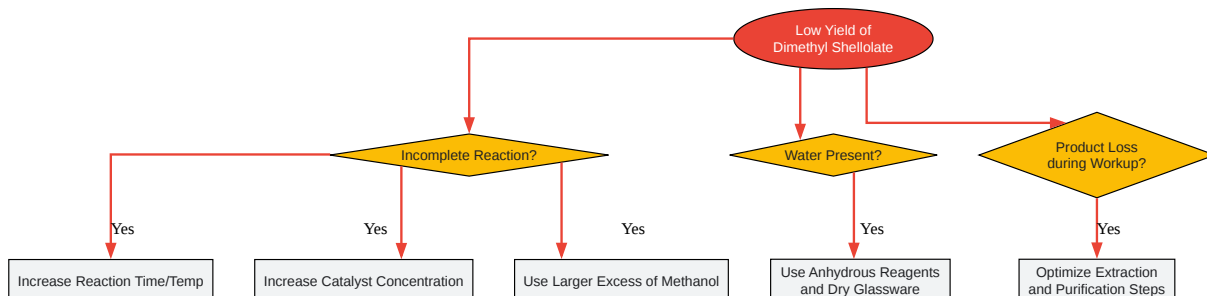 Low Yield of
Dimethyl Shellolate
Incomplete Reaction?
Water Present?
Product Loss
during Workup?
Yes
Yes
Yes
Yes
Yes
Increase Reaction Time/Temp
Increase Catalyst Concentration
Use Larger Excess of Methanol
Use Anhydrous Reagents
and Dry Glassware
Optimize Extraction
and Purification Steps